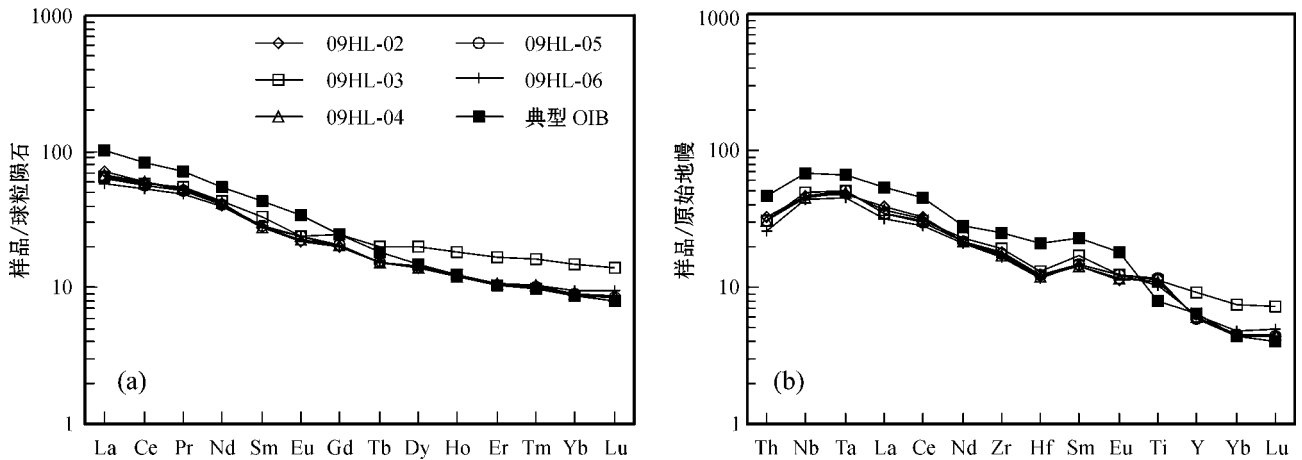 1000
100
10
1
样品/球粒陨石
09HL-02
09HL-03
09HL-04
09HL-05
09HL-06
典型 OIB
(a)
La Ce Pr Nd Sm Eu Gd Tb Dy Ho Er Tm Yb Lu
1000
100
10
1
样品/原始地幔
(b)
Th Nb Ta La Ce Nd Zr Hf Sm Eu Ti Y Yb Lu